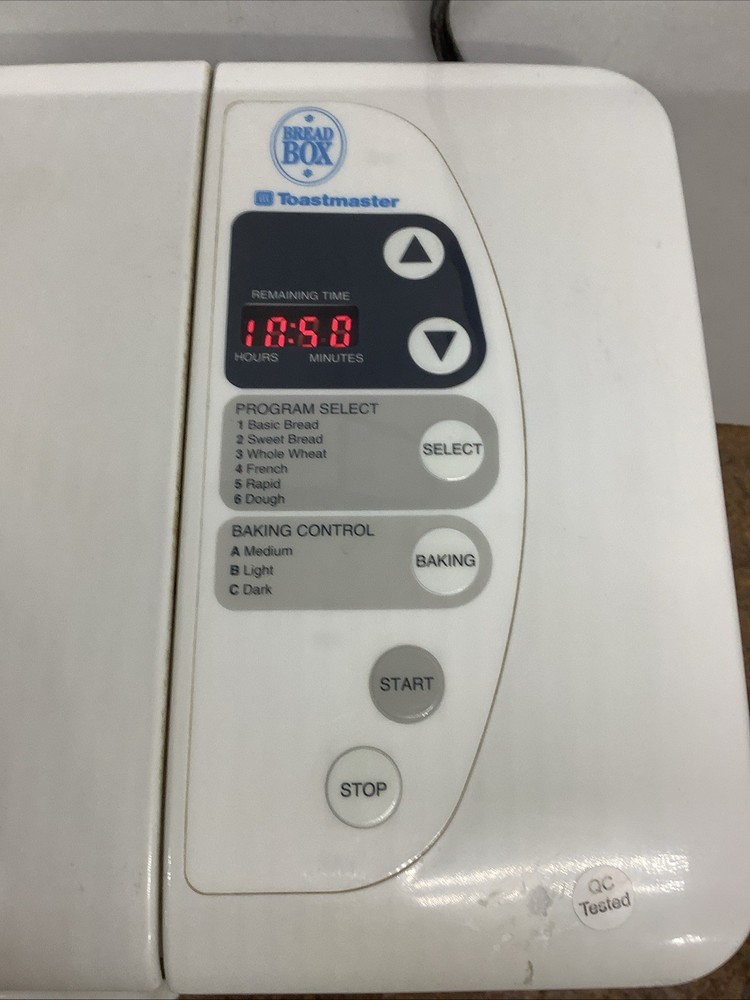 BREAD
BOX
Toastmaster
REMAINING TIME
10:50
HOURS MINUTES
PROGRAM SELECT
1 Basic Bread
2 Sweet Bread
3 Whole Wheat
4 French
5 Rapid
6 Dough
SELECT
BAKING CONTROL
A Medium
B Light
C Dark
BAKING
START
STOP
QC
Tested